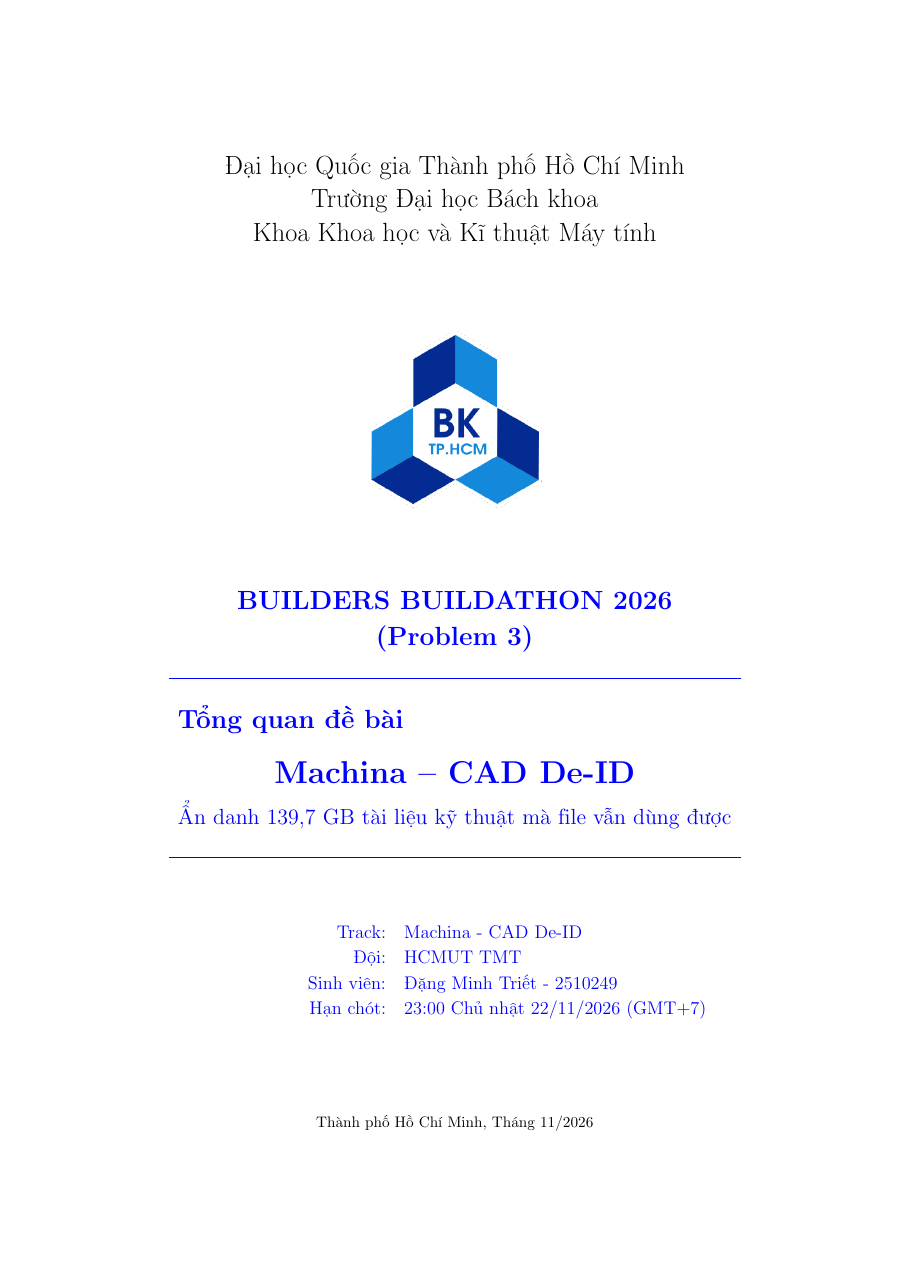 Đại học Quốc gia Thành phố Hồ Chí Minh
Trường Đại học Bách khoa
Khoa Khoa học và Kĩ thuật Máy tính
BK
TP.HCM
BUILDERS BUILDATHON 2026
(Problem 3)
Tổng quan đề bài
Machina – CAD De-ID
Ẩn danh 139,7 GB tài liệu kỹ thuật mà file vẫn dùng được
Track: Machina - CAD De-ID
Đội: HCMUT TMT
Sinh viên: Đặng Minh Triết - 2510249
Hạn chót: 23:00 Chủ nhật 22/11/2026 (GMT+7)
Thành phố Hồ Chí Minh, Tháng 11/2026